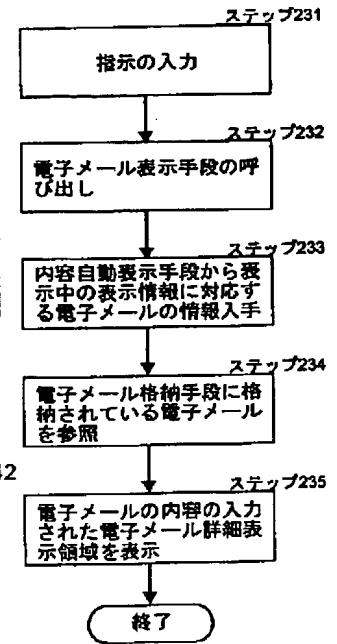 ステップ231
指示の入力
ステップ232
電子メール表示手段の呼
び出し
ステップ233
内容自動表示手段から表
示中の表示情報に対応す
る電子メールの情報入手
ステップ234
電子メール格納手段に格
納されている電子メール
を参照
42
ステップ235
電子メールの内容の入力
された電子メール詳細表
示領域を表示
終了